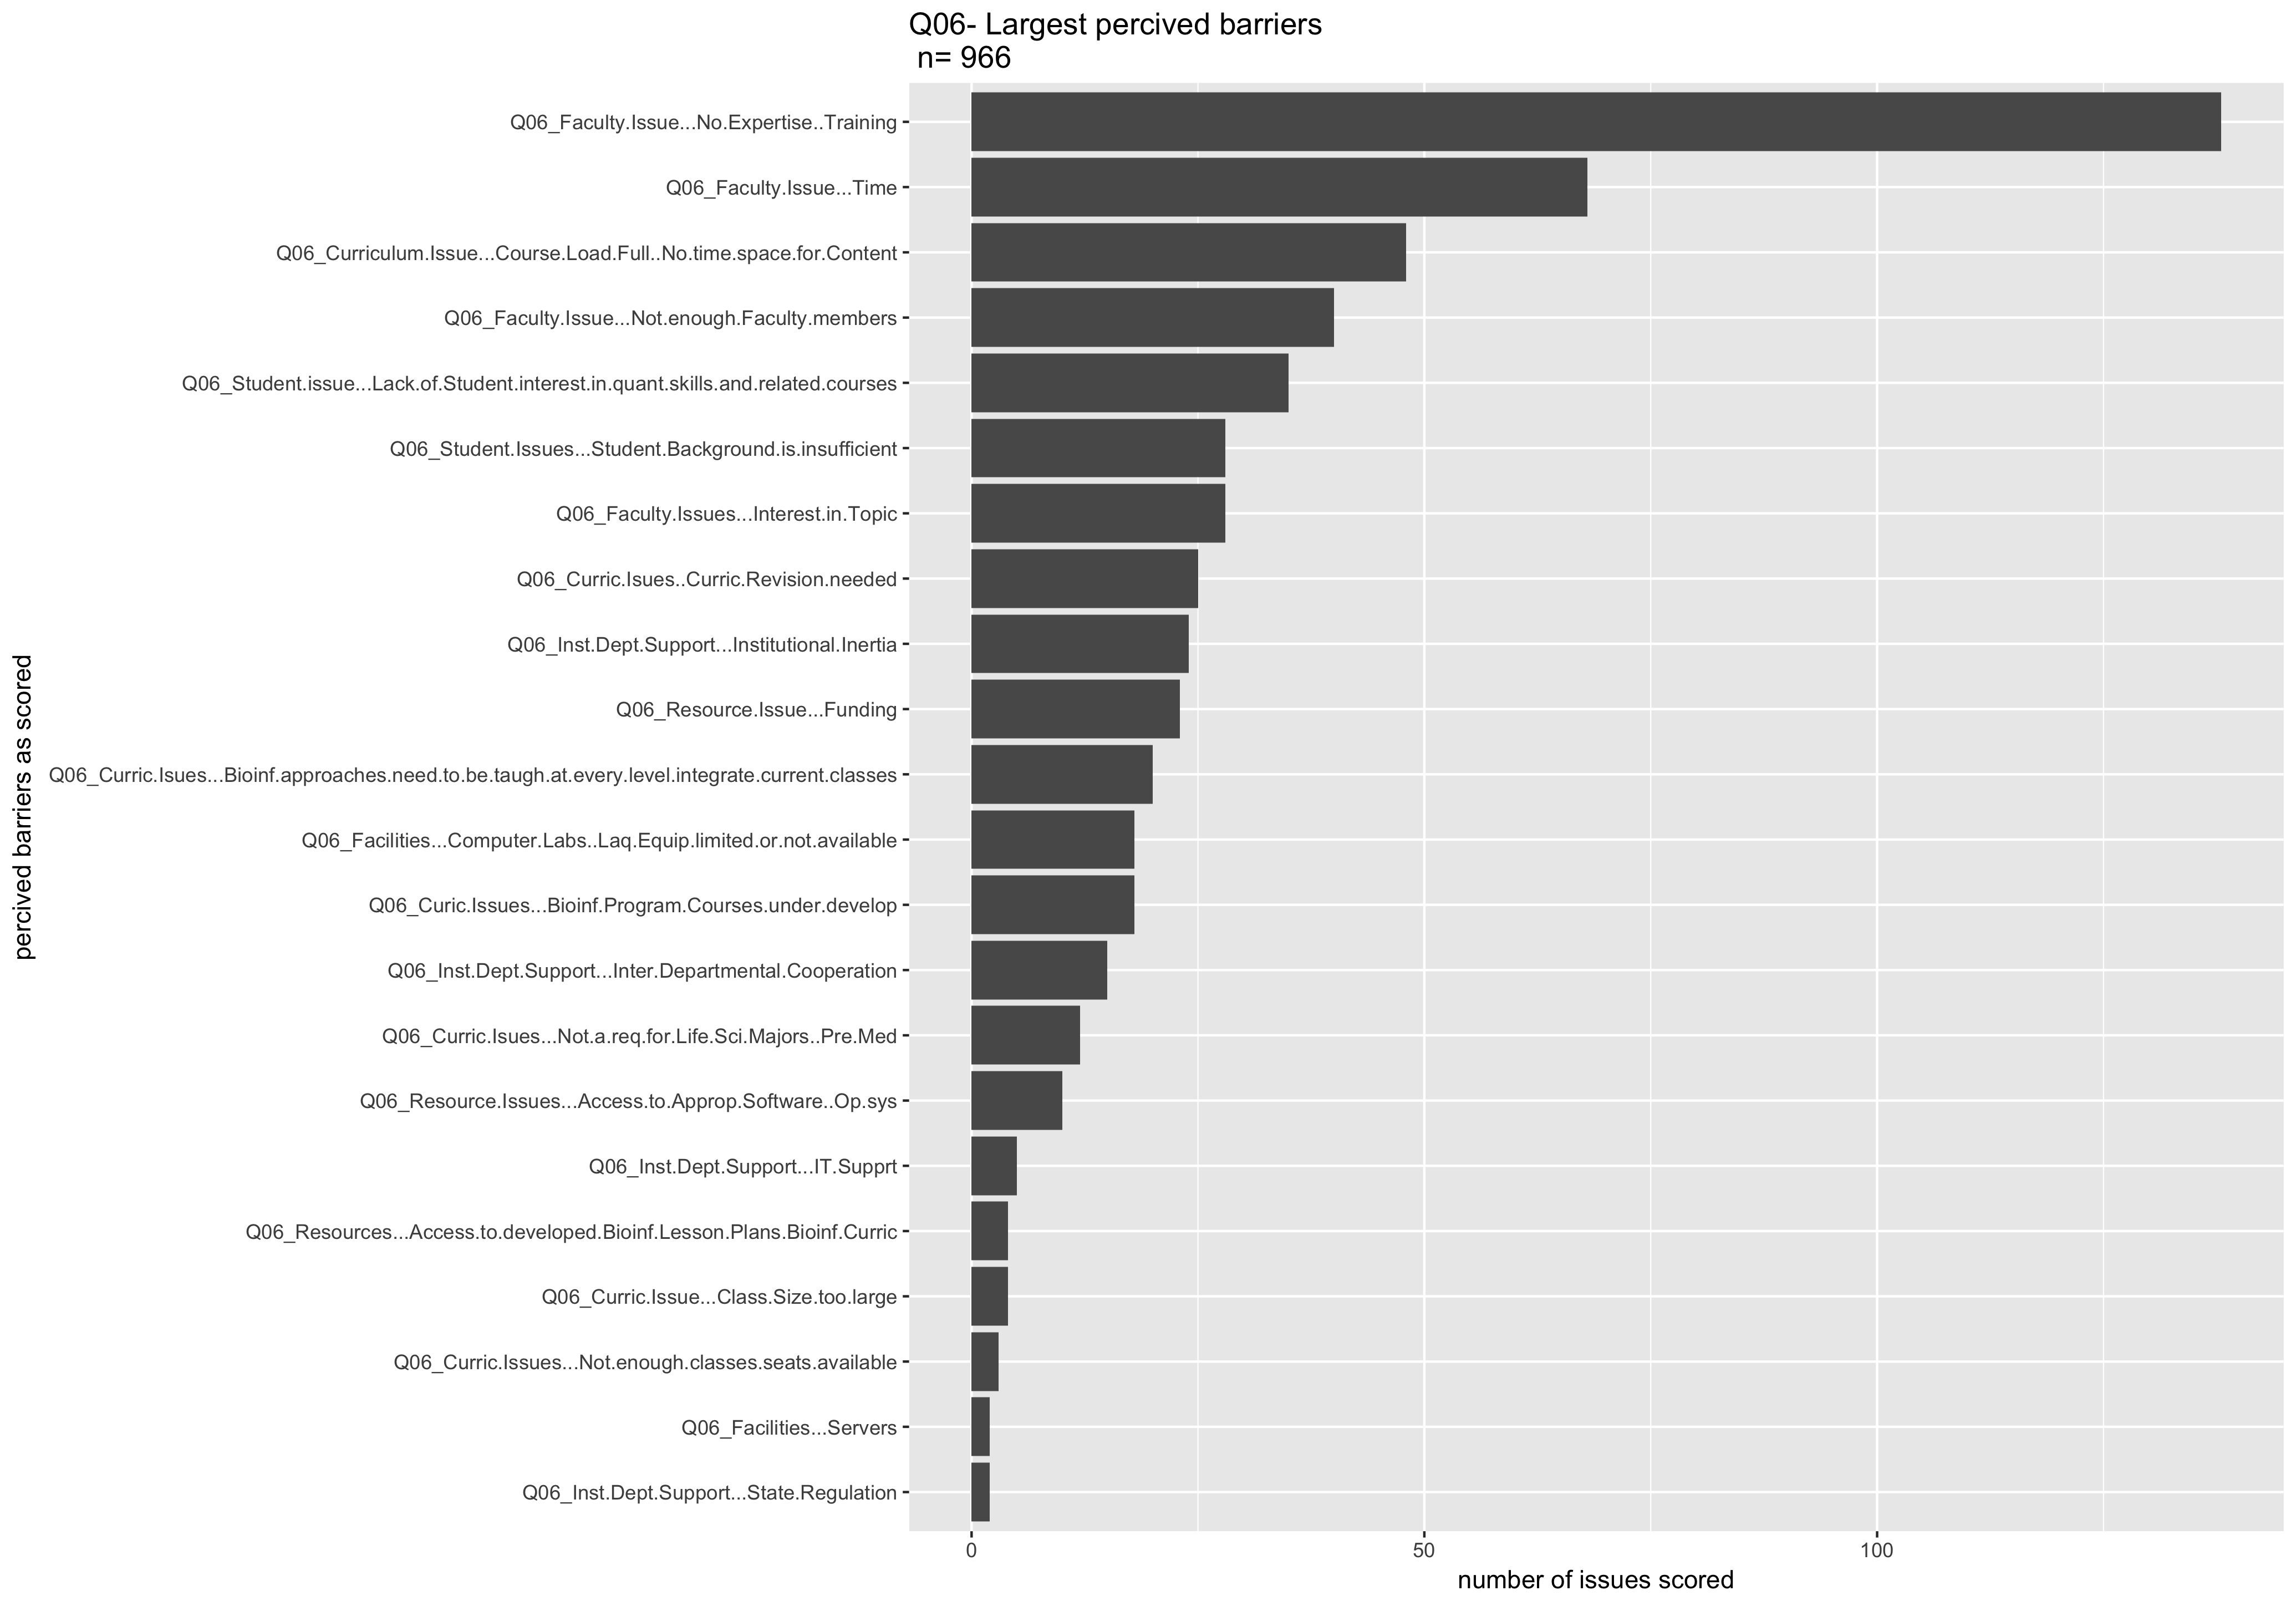 Q06- Largest percived barriers
n= 966
Q06_Faculty.Issue...No.Expertise..Training
Q06_Faculty.Issue...Time
Q06_Curriculum.Issue...Course.Load.Full..No.time.space.for.Content
Q06_Faculty.Issue...Not.enough.Faculty.members
Q06_Student.issue...Lack.of.Student.interest.in.quant.skills.and.related.courses
Q06_Student.Issues...Student.Background.is.insufficient
Q06_Faculty.Issues...Interest.in.Topic
Q06_Curric.Isues..Curric.Revision.needed
Q06_Inst.Dept.Support...Institutional.Inertia
Q06_Resource.Issue...Funding
Q06_Curric.Isues...Bioinf.approaches.need.to.be.taugh.at.every.level.integrate.current.classes
Q06_Facilities...Computer.Labs..Laq.Equip.limited.or.not.available
Q06_Curic.Issues...Bioinf.Program.Courses.under.develop
Q06_Inst.Dept.Support...Inter.Departmental.Cooperation
Q06_Curric.Isues...Not.a.req.for.Life.Sci.Majors..Pre.Med
Q06_Resource.Issues...Access.to.Approp.Software..Op.sys
Q06_Inst.Dept.Support...IT.Supprt
Q06_Resources...Access.to.developed.Bioinf.Lesson.Plans.Bioinf.Curric
Q06_Curric.Issue...Class.Size.too.large
Q06_Curric.Issues...Not.enough.classes.seats.available
Q06_Facilities...Servers
Q06_Inst.Dept.Support...State.Regulation
percived barriers as scored
0 50 100
number of issues scored